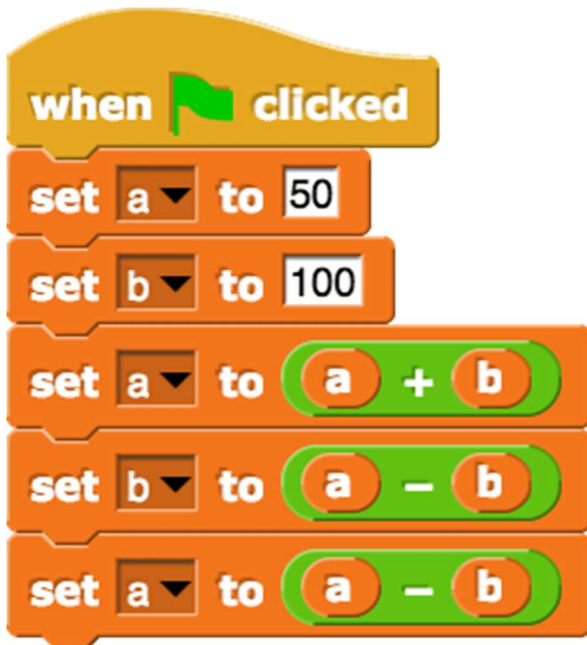 when clicked
set a to 50
set b to 100
set a to a + b
set b to a - b
set a to a - b